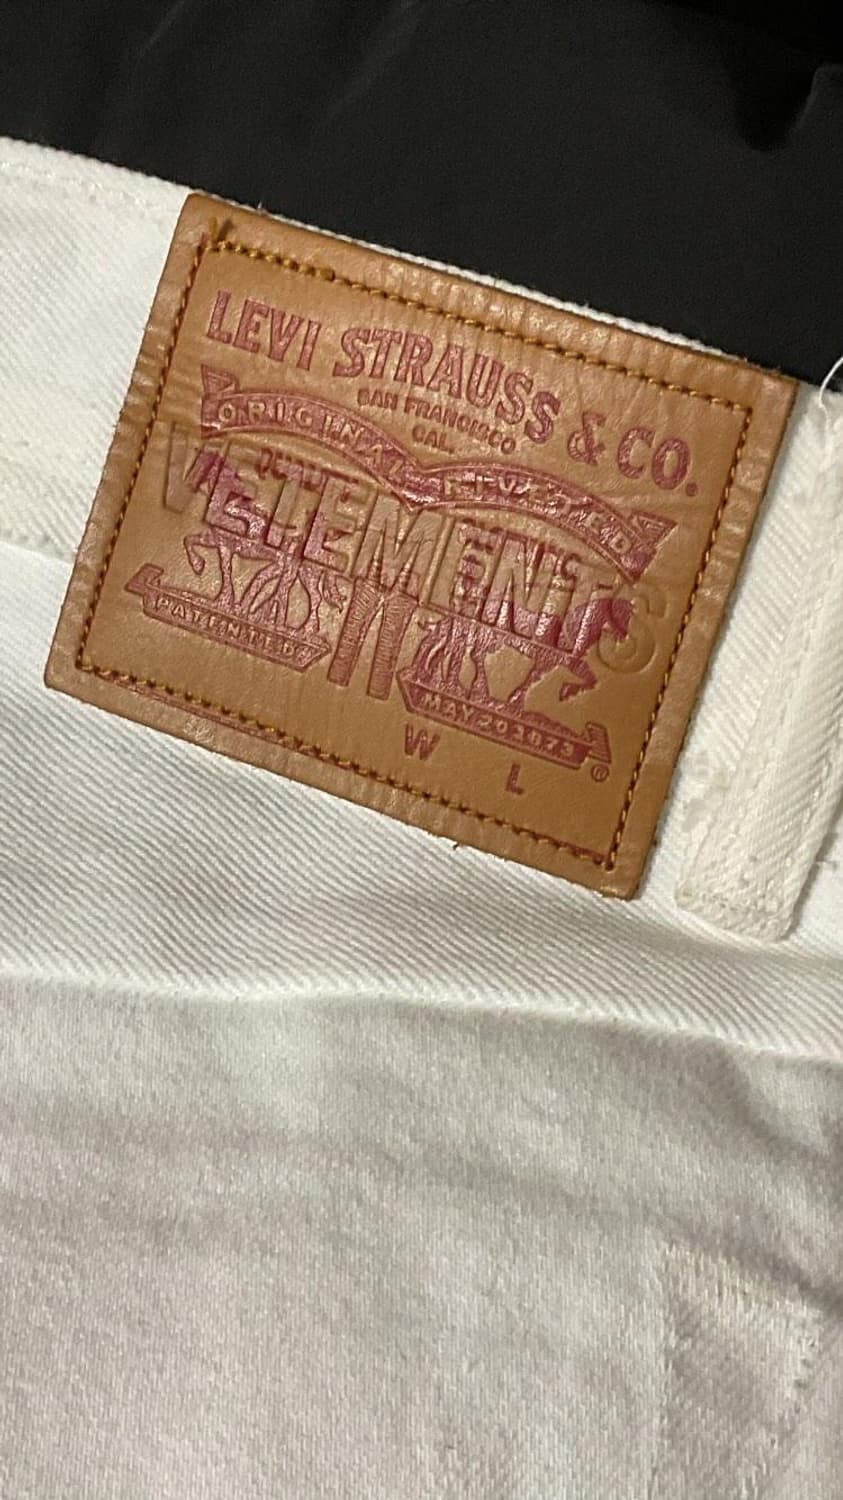 LEVI STRAUSS & CO.
SAN FRANCISCO
CAL.
ORIGINAL RIVETED
VETEMENTS
PATENTED
MAY 20 1873
W L
®